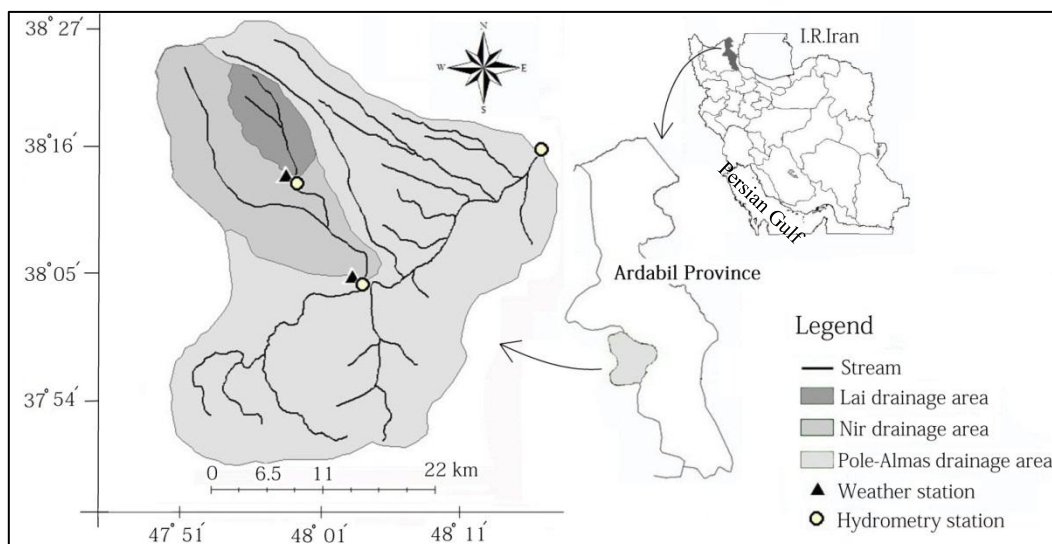 38° 27′
38° 16′
38° 05′
37° 54′
N
W E
S
0 6.5 11 22 km
47° 51′ 48° 01′ 48° 11′
I.R.Iran
Persian Gulf
Ardabil Province
Legend
Stream
Lai drainage area
Nir drainage area
Pole-Almas drainage area
Weather station
Hydrometry station